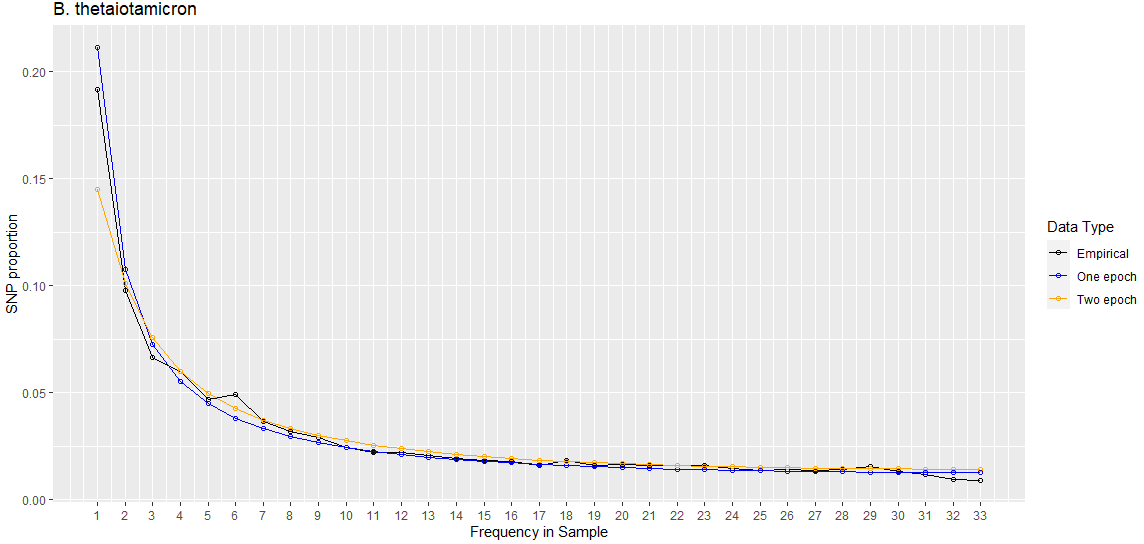 B. thetaiotamicron
SNP proportion
0.20
0.15
0.10
0.05
0.00
1 2 3 4 5 6 7 8 9 10 11 12 13 14 15 16 17 18 19 20 21 22 23 24 25 26 27 28 29 30 31 32 33
Frequency in Sample
Data Type
Empirical
One epoch
Two epoch